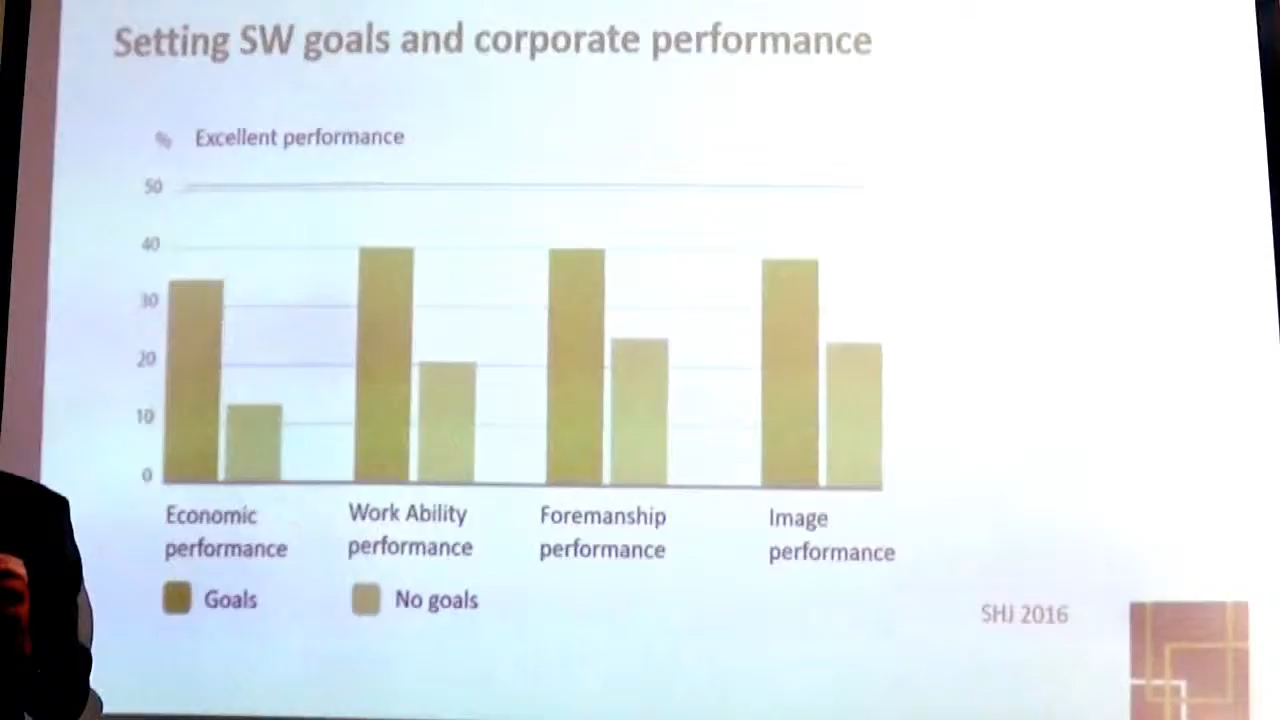 Setting SW goals and corporate performance
% Excellent performance
50
40
30
20
10
0
Economic
performance
Work Ability
performance
Foremanship
performance
Image
performance
Goals
No goals
SHJ 2016